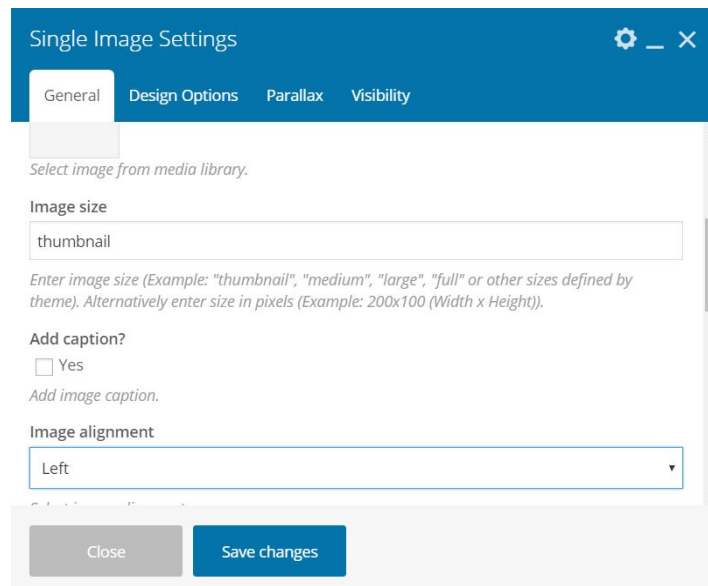 Single Image Settings
General Design Options Parallax Visibility
Select image from media library.
Image size
thumbnail
Enter image size (Example: "thumbnail", "medium", "large", "full" or other sizes defined by
theme). Alternatively enter size in pixels (Example: 200x100 (Width x Height)).
Add caption?
Yes
Add image caption.
Image alignment
Left
Close Save changes